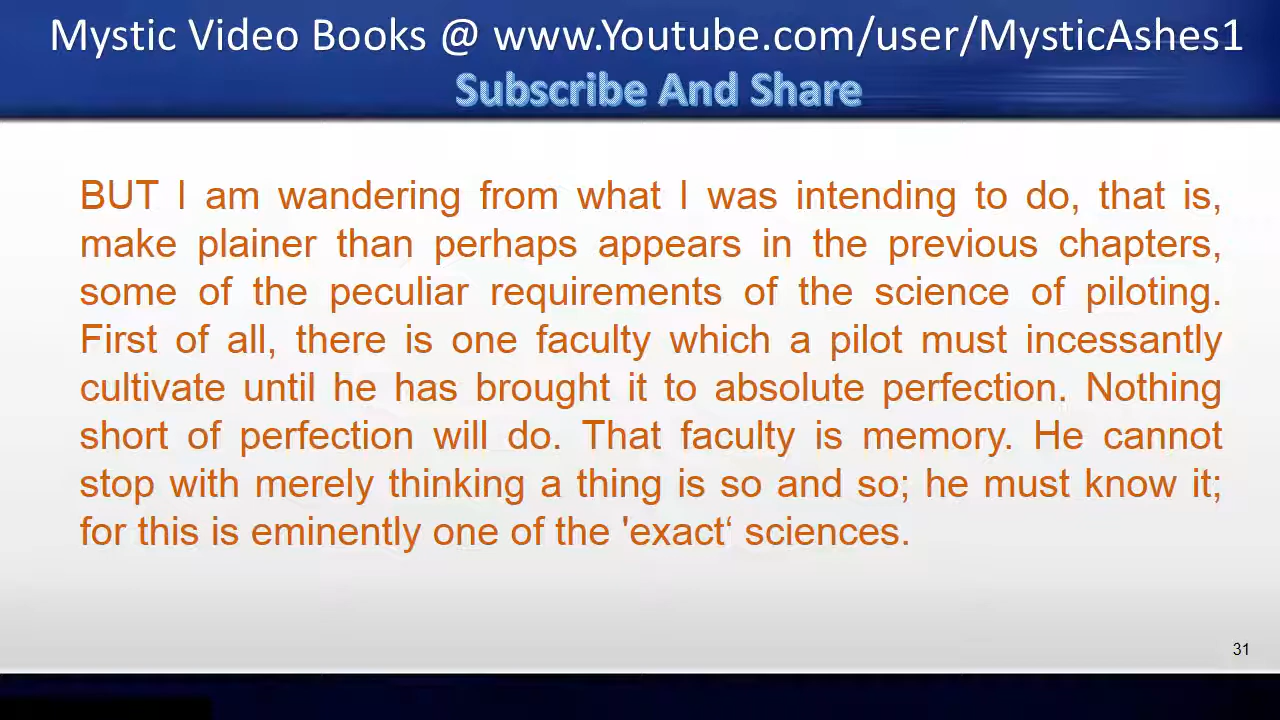 Mystic Video Books @ www.Youtube.com/user/MysticAshes1
Subscribe And Share
BUT I am wandering from what I was intending to do, that is,
make plainer than perhaps appears in the previous chapters,
some of the peculiar requirements of the science of piloting.
First of all, there is one faculty which a pilot must incessantly
cultivate until he has brought it to absolute perfection. Nothing
short of perfection will do. That faculty is memory. He cannot
stop with merely thinking a thing is so and so; he must know it;
for this is eminently one of the 'exact‘ sciences.
31